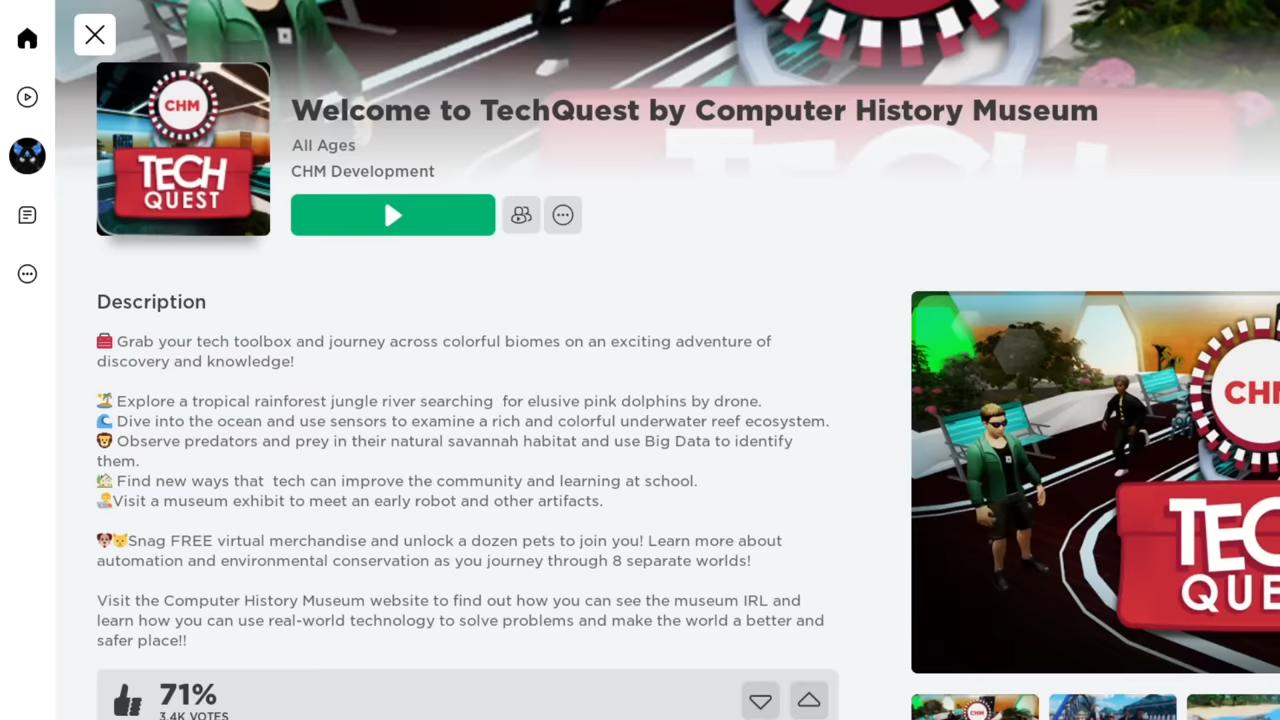 CHM
TECH
QUEST
Welcome to TechQuest by Computer History Museum
All Ages
CHM Development
Description
Grab your tech toolbox and journey across colorful biomes on an exciting adventure of
discovery and knowledge!
Explore a tropical rainforest jungle river searching  for elusive pink dolphins by drone.
Dive into the ocean and use sensors to examine a rich and colorful underwater reef ecosystem.
Observe predators and prey in their natural savannah habitat and use Big Data to identify
them.
Find new ways that  tech can improve the community and learning at school.
Visit a museum exhibit to meet an early robot and other artifacts.
Snag FREE virtual merchandise and unlock a dozen pets to join you! Learn more about
automation and environmental conservation as you journey through 8 separate worlds!
Visit the Computer History Museum website to find out how you can see the museum IRL and
learn how you can use real-world technology to solve problems and make the world a better and
safer place!!
71%
3.4K VOTES
CHM
TEC
QUE
CHM